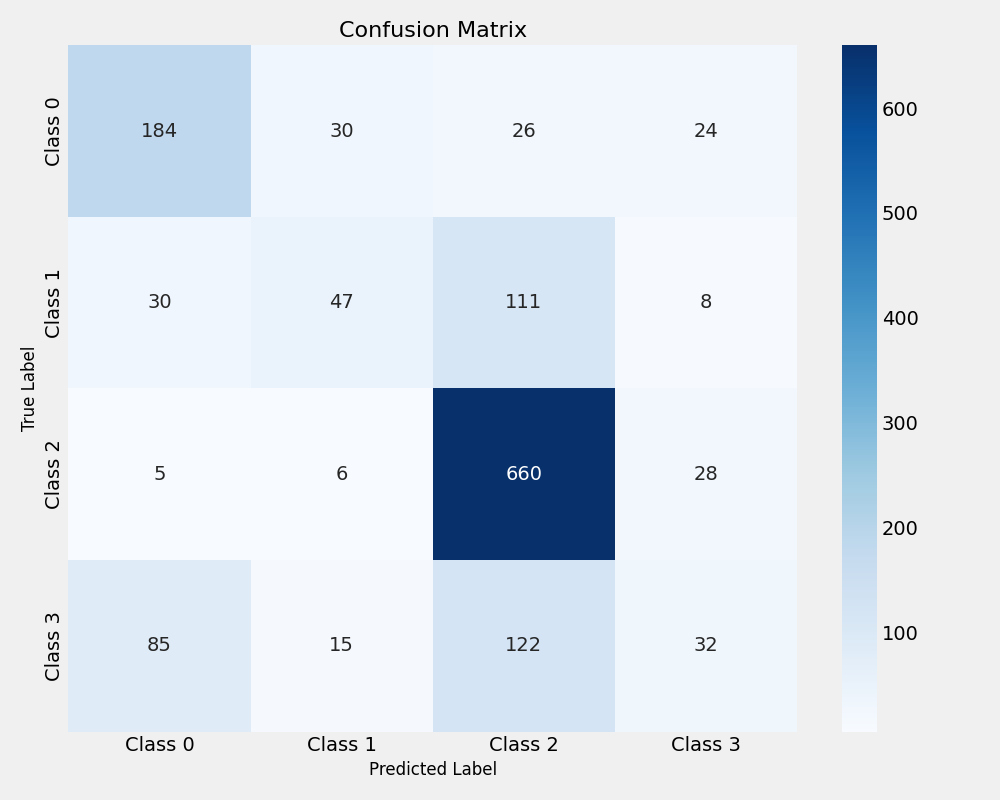 Confusion Matrix
True Label
Class 0
184 30 26 24
Class 1
30 47 111 8
Class 2
5 6 660 28
Class 3
85 15 122 32
Class 0 Class 1 Class 2 Class 3
Predicted Label
600
500
400
300
200
100